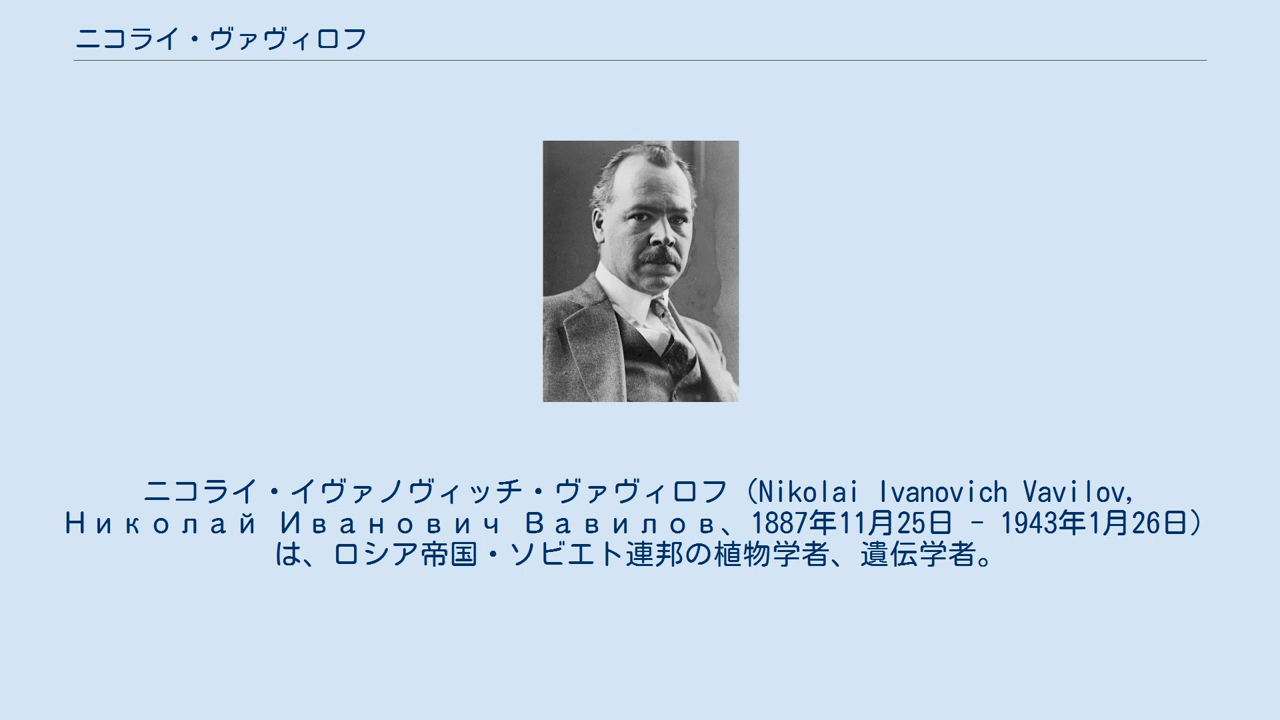 ニコライ・ヴァヴィロフ
ニコライ・イヴァノヴィッチ・ヴァヴィロフ（Nikolai Ivanovich Vavilov,
Николай Иванович Вавилов、1887年11月25日 - 1943年1月26日）
は、ロシア帝国・ソビエト連邦の植物学者、遺伝学者。